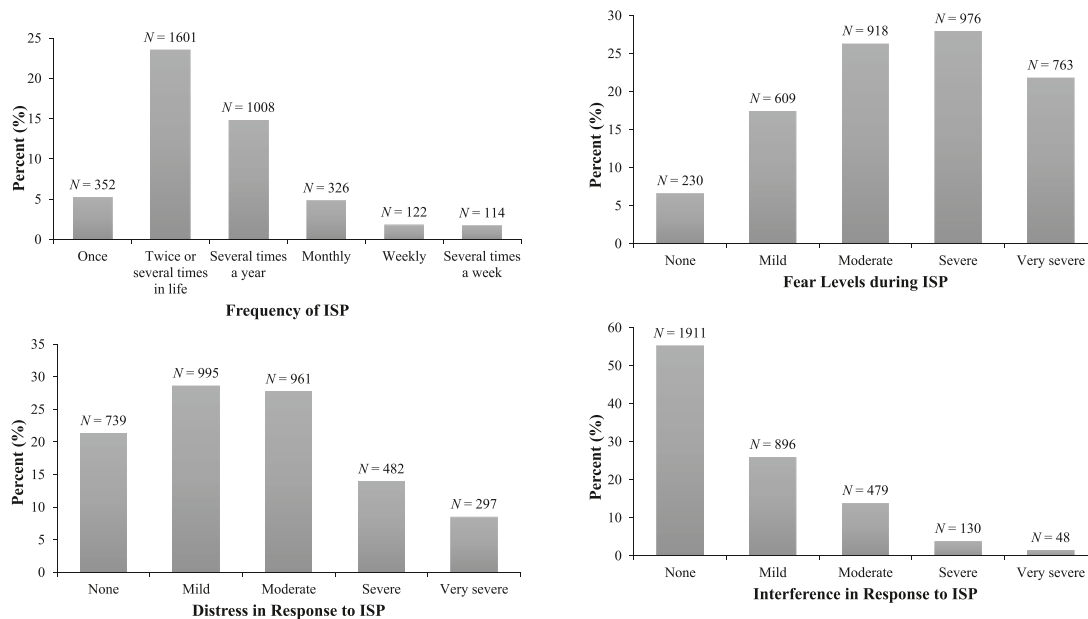 25
20
15
10
5
0
Percent (%)
N = 352
N = 1601
N = 1008
N = 326
N = 122
N = 114
Once
Twice or
several times
in life
Several times
a year
Monthly
Weekly
Several times
a week
Frequency of ISP
30
25
20
15
10
5
0
Percent (%)
N = 230
N = 609
N = 918
N = 976
N = 763
None
Mild
Moderate
Severe
Very severe
Fear Levels during ISP
35
30
25
20
15
10
5
0
Percent (%)
N = 739
N = 995
N = 961
N = 482
N = 297
None
Mild
Moderate
Severe
Very severe
Distress in Response to ISP
60
50
40
30
20
10
0
Percent (%)
N = 1911
N = 896
N = 479
N = 130
N = 48
None
Mild
Moderate
Severe
Very severe
Interference in Response to ISP